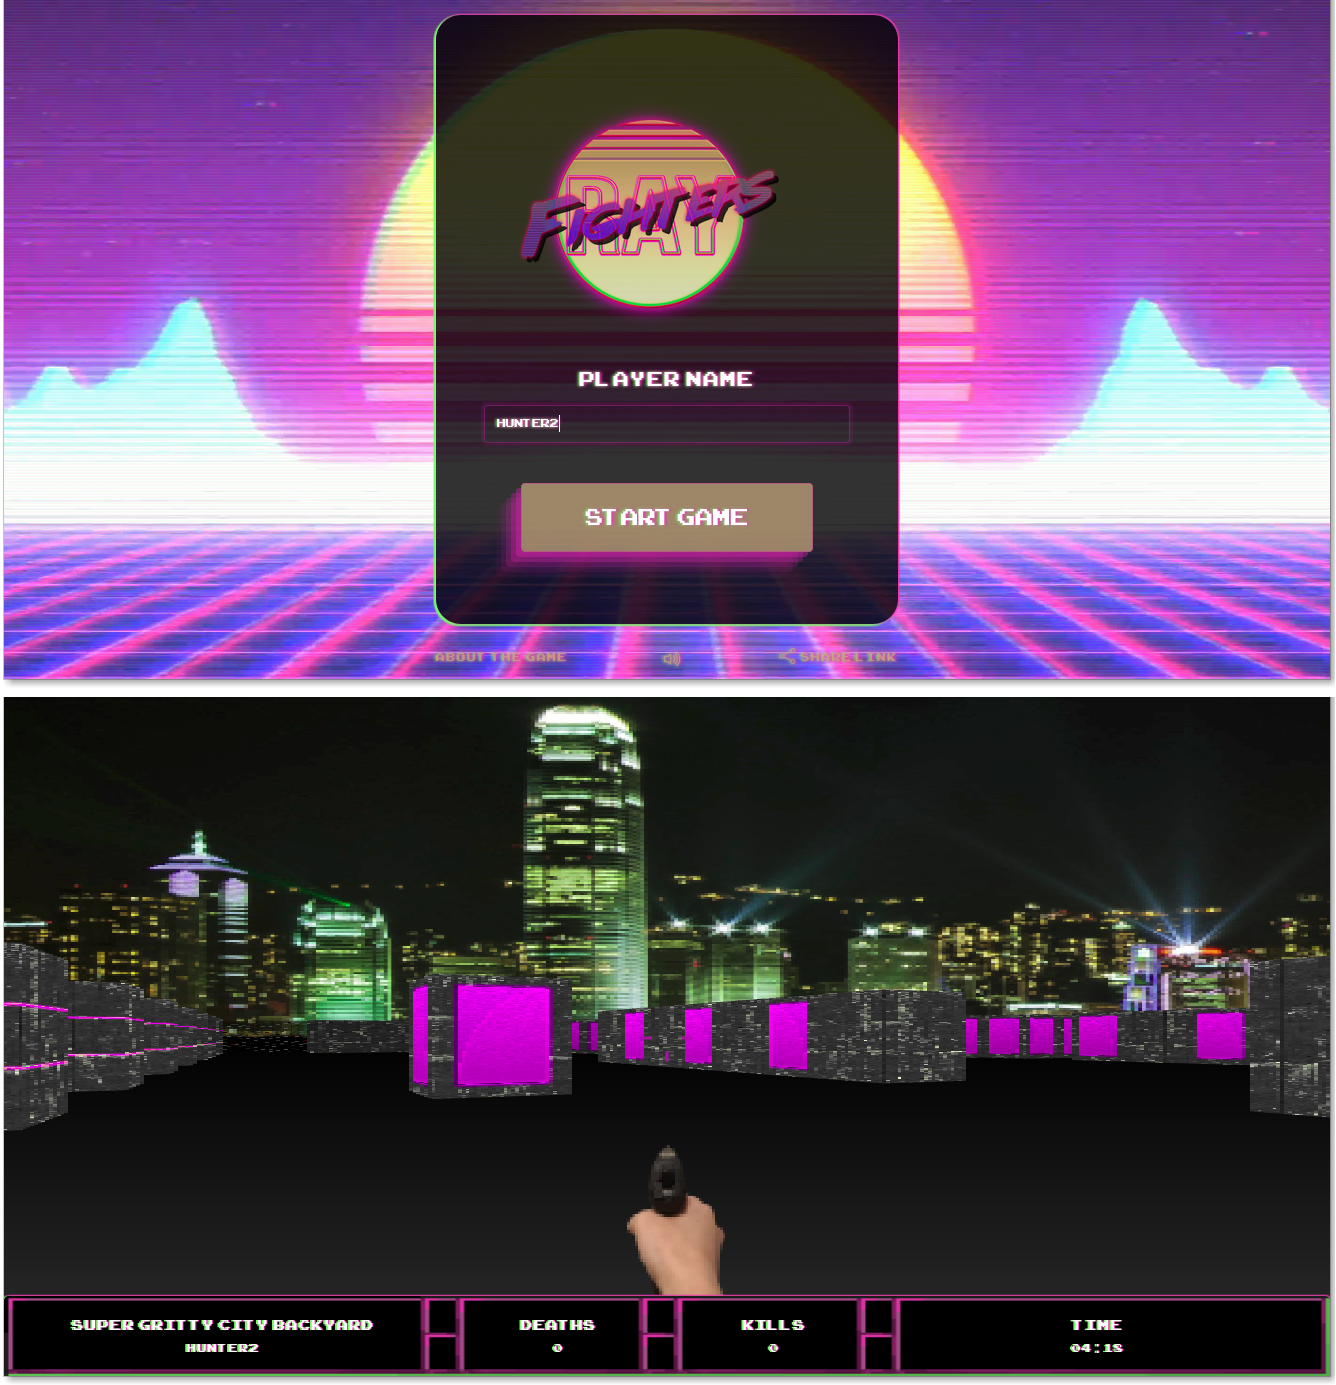 RAY
FIGHTERS
PLAYER NAME
HUNTER2
START GAME
ABOUT THE GAME
SHARE LINK
SUPER GRITTY CITY BACKYARD
HUNTER2
DEATHS
0
KILLS
0
TIME
04:18